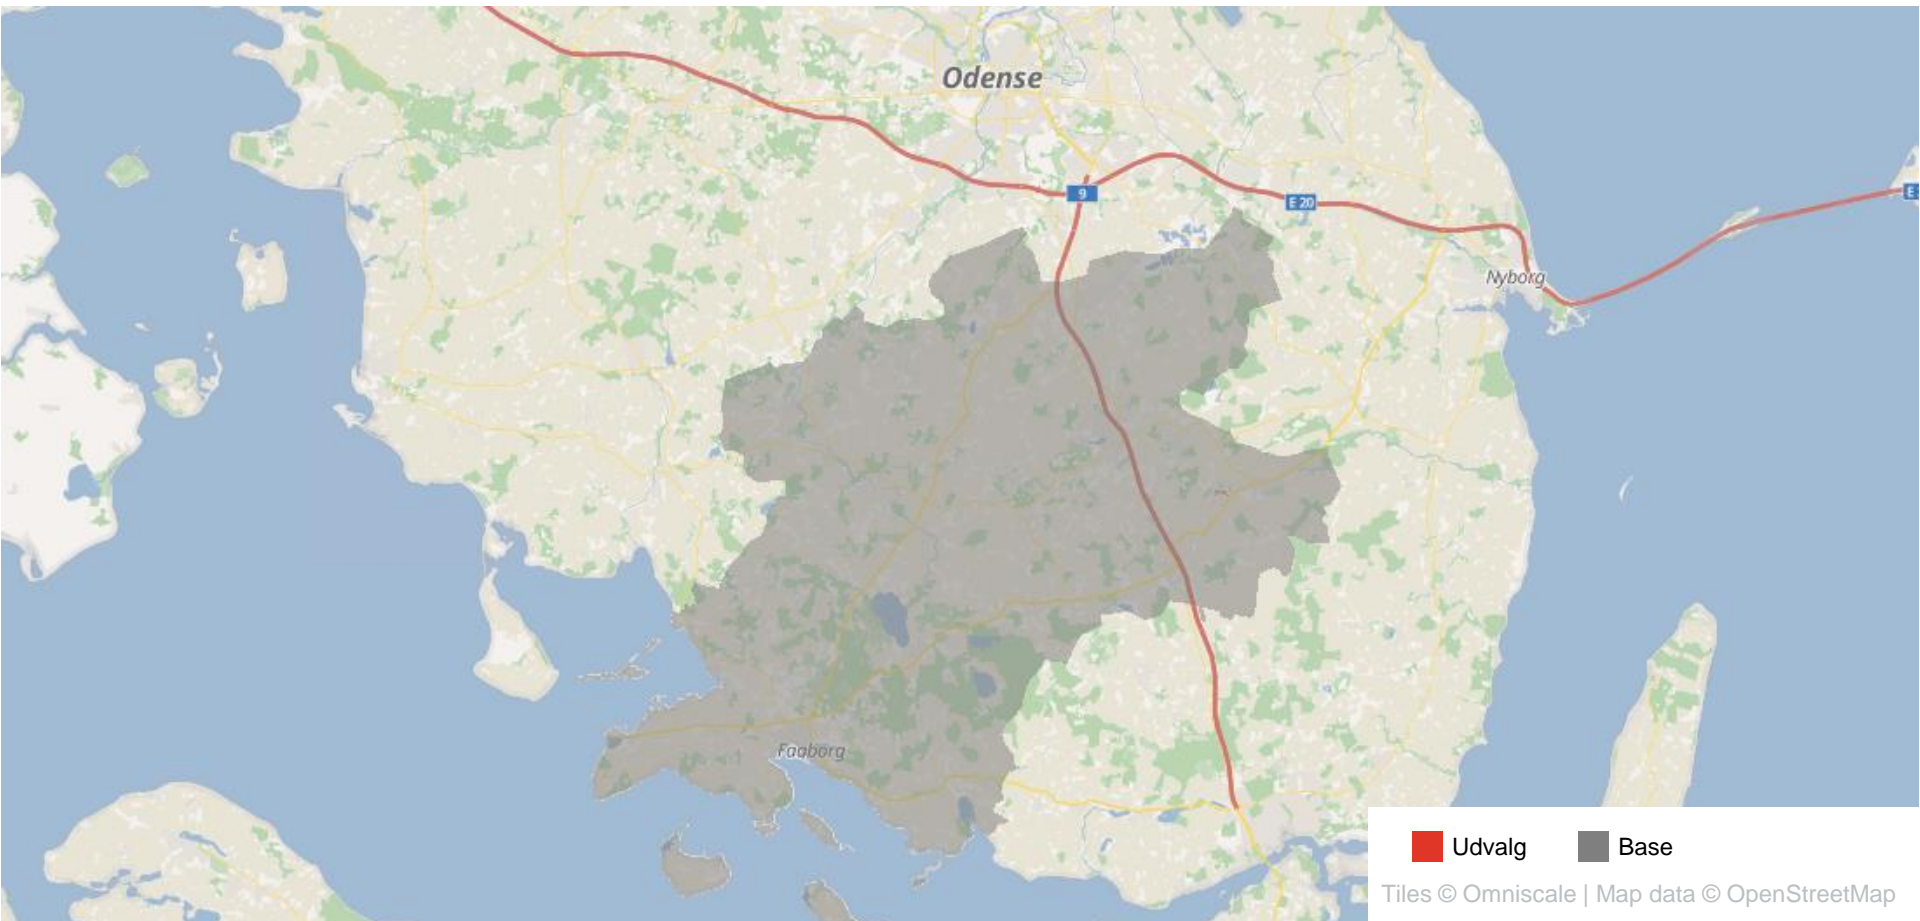 Odense
9
E 20
E
Nyborg
Faaborg
Udvalg
Base
Tiles © Omniscale | Map data © OpenStreetMap